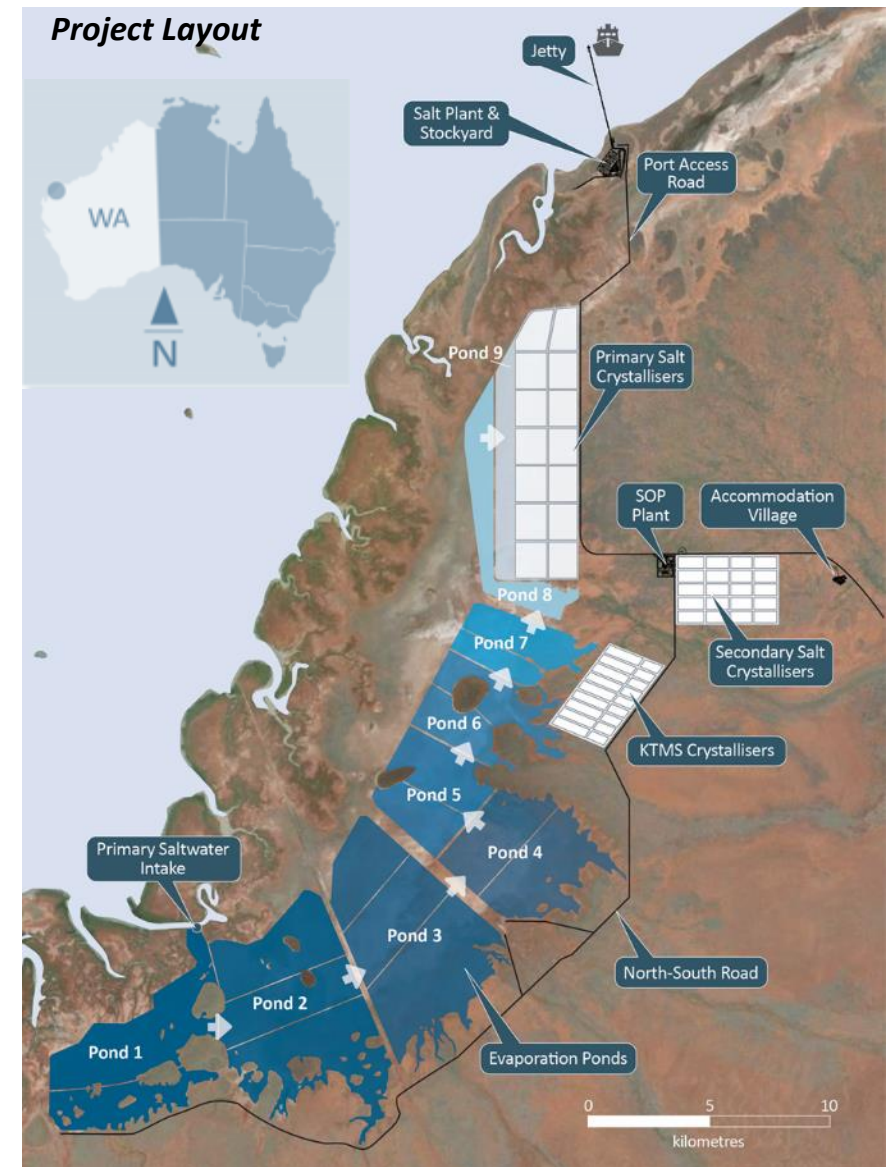 Project Layout
Jetty
Salt Plant &
Stockyard
Port Access
Road
WA
N
Pond 9
Primary Salt
Crystallisers
SOP
Plant
Accommodation
Village
Pond 8
Pond 7
Secondary Salt
Crystallisers
Pond 6
KTMS Crystallisers
Pond 5
Primary Saltwater
Intake
Pond 4
Pond 3
North-South Road
Pond 2
Pond 1
Evaporation Ponds
0 5 10
kilometres